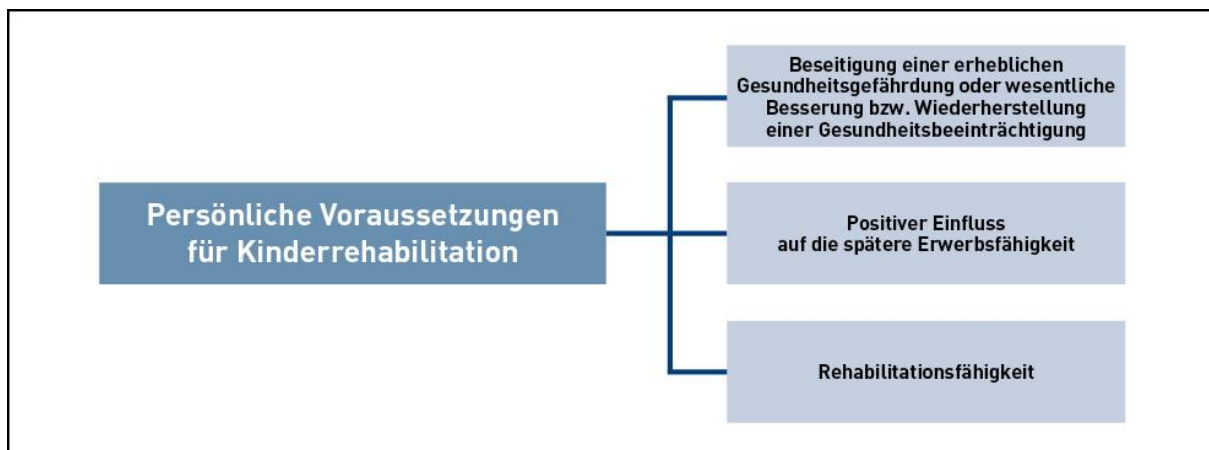 Persönliche Voraussetzungen
für Kinderrehabilitation
Beseitigung einer erheblichen
Gesundheitsgefährdung oder wesentliche
Besserung bzw. Wiederherstellung
einer Gesundheitsbeeinträchtigung
Positiver Einfluss
auf die spätere Erwerbsfähigkeit
Rehabilitationsfähigkeit